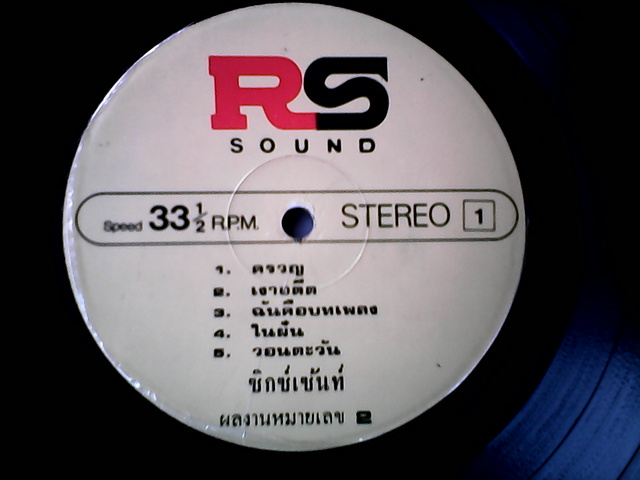 RS
SOUND
Speed 33 1/2 R.P.M. STEREO 1
1. ครวญ
2. เงาอดีต
3. ฉันคือบทเพลง
4. ในฝัน
5. วอนตะวัน
ซิกซ์เซ้นท์
ผลงานหมายเลข 2